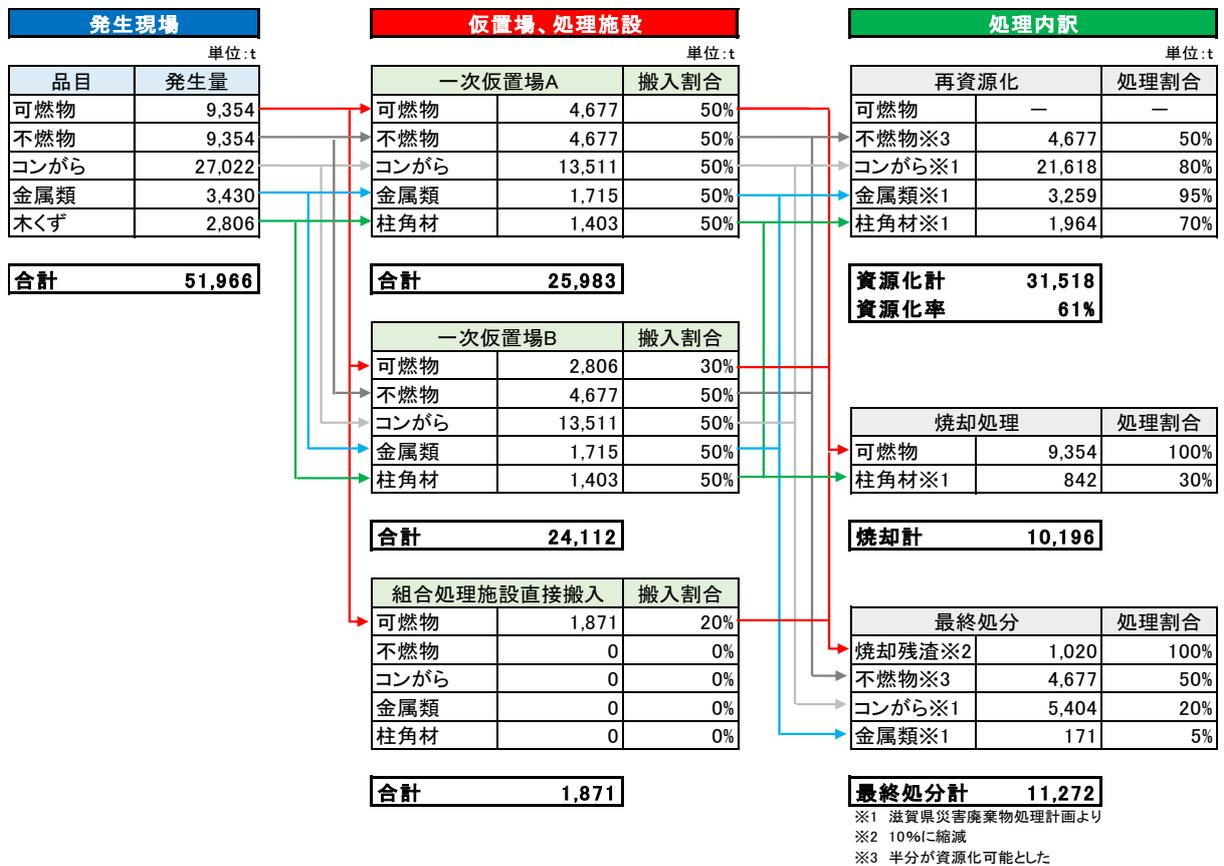 発生現場
単位:t
品目 発生量
可燃物 9,354
不燃物 9,354
コンがら 27,022
金属類 3,430
木くず 2,806
合計 51,966
仮置場、処理施設
単位:t
一次仮置場A 搬入割合
可燃物 4,677 50%
不燃物 4,677 50%
コンがら 13,511 50%
金属類 1,715 50%
柱角材 1,403 50%
合計 25,983
一次仮置場B 搬入割合
可燃物 2,806 30%
不燃物 4,677 50%
コンがら 13,511 50%
金属類 1,715 50%
柱角材 1,403 50%
合計 24,112
組合処理施設直接搬入 搬入割合
可燃物 1,871 20%
不燃物 0 0%
コンがら 0 0%
金属類 0 0%
柱角材 0 0%
合計 1,871
処理内訳
単位:t
再資源化 処理割合
可燃物 ― ―
不燃物※3 4,677 50%
コンがら※1 21,618 80%
金属類※1 3,259 95%
柱角材※1 1,964 70%
資源化計 31,518
資源化率 61%
焼却処理 処理割合
可燃物 9,354 100%
柱角材※1 842 30%
焼却計 10,196
最終処分 処理割合
焼却残渣※2 1,020 100%
不燃物※3 4,677 50%
コンがら※1 5,404 20%
金属類※1 171 5%
最終処分計 11,272
※1 滋賀県災害廃棄物処理計画より
※2 10%に縮減
※3 半分が資源化可能とした